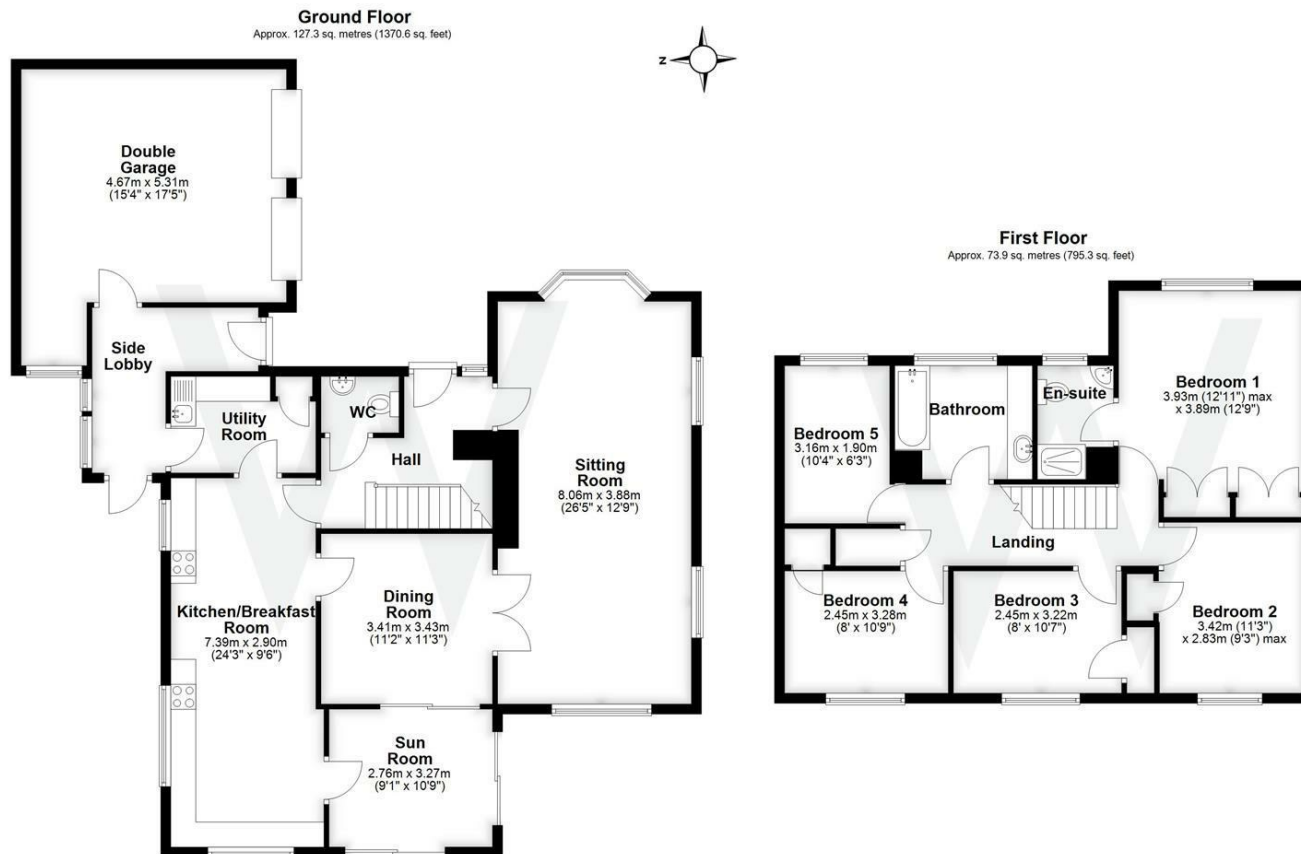 Ground Floor
Approx. 127.3 sq. metres (1370.6 sq. feet)
Z
Double
Garage
4.67m x 5.31m
(15'4" x 17'5")
Side
Lobby
Utility
Room
WC
Hall
Sitting
Room
8.06m x 3.88m
(26'5" x 12'9")
Kitchen/Breakfast
Room
7.39m x 2.90m
(24'3" x 9'6")
Dining
Room
3.41m x 3.43m
(11'2" x 11'3")
Sun
Room
2.76m x 3.27m
(9'1" x 10'9")
First Floor
Approx. 73.9 sq. metres (795.3 sq. feet)
Bedroom 5
3.16m x 1.90m
(10'4" x 6'3")
Bathroom
En-suite
Bedroom 1
3.93m (12'11") max
x 3.89m (12'9")
Landing
Bedroom 4
2.45m x 3.28m
(8' x 10'9")
Bedroom 3
2.45m x 3.22m
(8' x 10'7")
Bedroom 2
3.42m (11'3")
x 2.83m (9'3") max
W
W